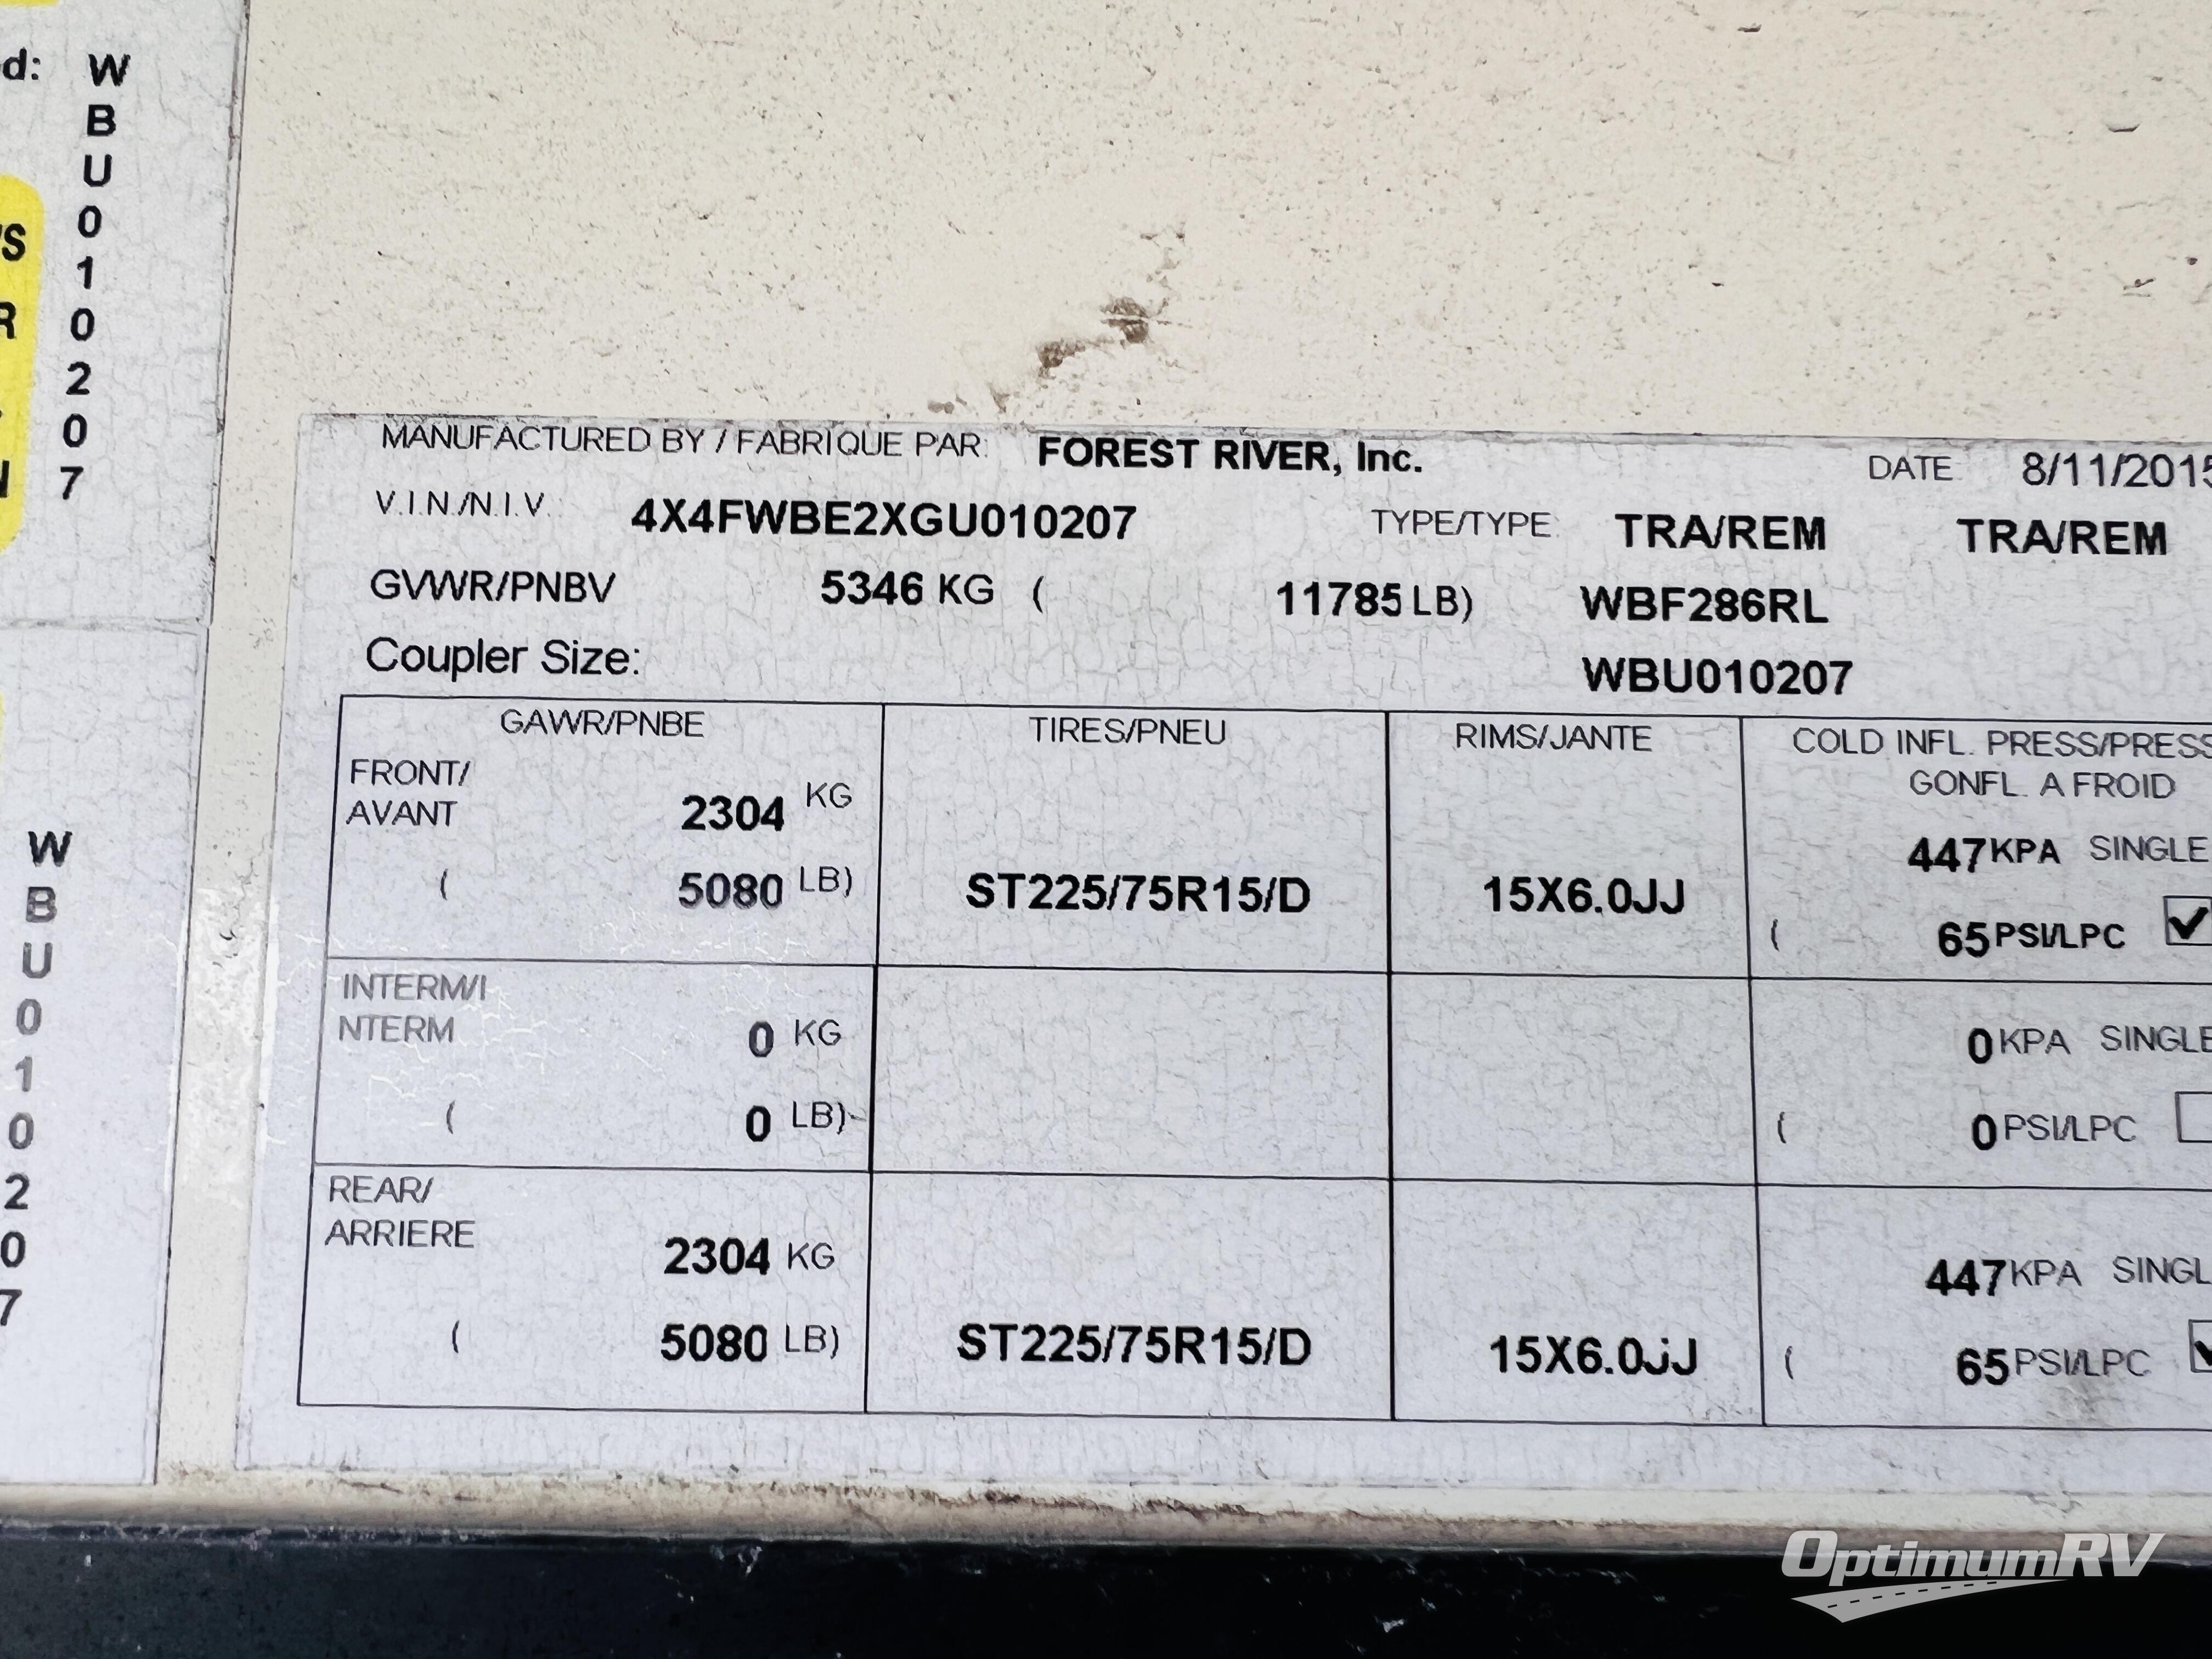 d:
W
B
U
0
1
0
2
0
7
'S
R
MANUFACTURED BY / FABRIQUE PAR: FOREST RIVER, Inc. DATE 8/11/2015
V.I.N./N.I.V. 4X4FWBE2XGU010207 TYPE/TYPE: TRA/REM TRA/REM
GVWR/PNBV 5346 KG ( 11785 LB) WBF286RL
Coupler Size: WBU010207
GAWR/PNBE TIRES/PNEU RIMS/JANTE COLD INFL. PRESS/PRESS
GONFL. A FROID
FRONT/
AVANT 2304 KG 447 KPA SINGLE
( 5080 LB) ST225/75R15/D 15X6.0JJ ( 65 PSI/LPC
INTERM/I
NTERM 0 KG 0 KPA SINGLE
( 0 LB) ( 0 PSI/LPC
REAR/
ARRIERE 2304 KG 447 KPA SINGL
( 5080 LB) ST225/75R15/D 15X6.0JJ ( 65 PSI/LPC
W
B
U
0
1
0
2
0
7
OptimumRV